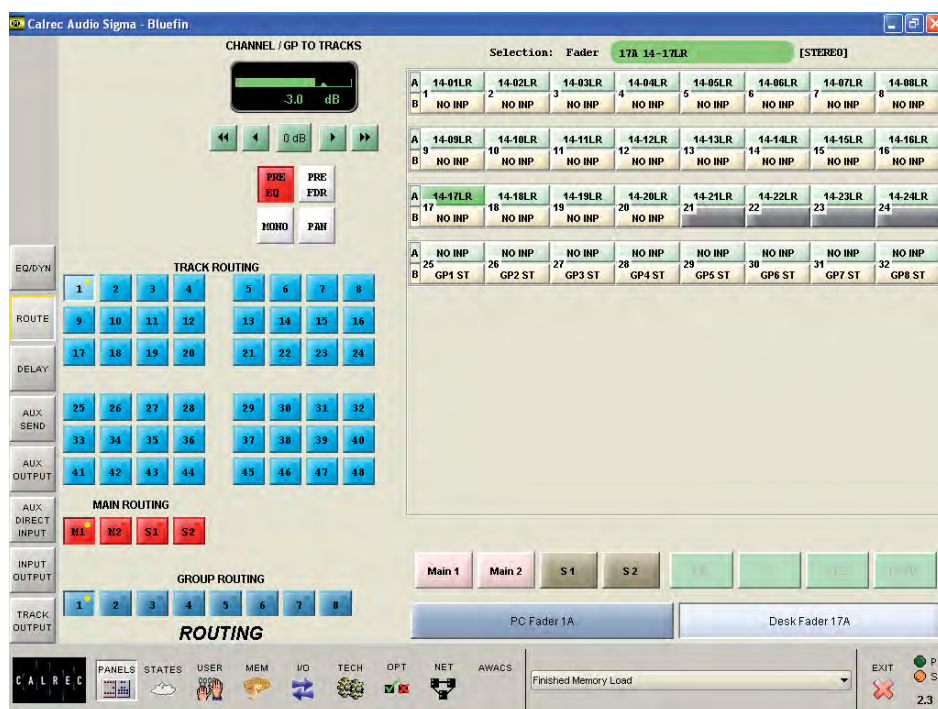 Calrec Audio Sigma - Bluefin
CHANNEL / GP TO TRACKS
-3.0 dB
0 dB
PRE EQ
PRE FDR
MONO
PAN
Selection: Fader 17A 14-17LR [STEREO]
A 14-01LR 14-02LR 14-03LR 14-04LR 14-05LR 14-06LR 14-07LR 14-08LR
1 2 3 4 5 6 7 8
B NO INP NO INP NO INP NO INP NO INP NO INP NO INP NO INP
A 14-09LR 14-10LR 14-11LR 14-12LR 14-13LR 14-14LR 14-15LR 14-16LR
9 10 11 12 13 14 15 16
B NO INP NO INP NO INP NO INP NO INP NO INP NO INP NO INP
A 14-17LR 14-18LR 14-19LR 14-20LR 14-21LR 14-22LR 14-23LR 14-24LR
17 18 19 20 21 22 23 24
B NO INP NO INP NO INP NO INP
A NO INP NO INP NO INP NO INP NO INP NO INP NO INP NO INP
25 26 27 28 29 30 31 32
B GP1 ST GP2 ST GP3 ST GP4 ST GP5 ST GP6 ST GP7 ST GP8 ST
EQ/DYN
ROUTE
DELAY
AUX SEND
AUX OUTPUT
AUX DIRECT INPUT
INPUT OUTPUT
TRACK OUTPUT
TRACK ROUTING
1 2 3 4 5 6 7 8
9 10 11 12 13 14 15 16
17 18 19 20 21 22 23 24
25 26 27 28 29 30 31 32
33 34 35 36 37 38 39 40
41 42 43 44 45 46 47 48
MAIN ROUTING
M1 M2 S1 S2
GROUP ROUTING
1 2 3 4 5 6 7 8
ROUTING
Main 1 Main 2 S 1 S 2
PC Fader 1A Desk Fader 17A
CALREC
PANELS STATES USER MEM I/O TECH OPT NET AWACS
Finished Memory Load
EXIT
P
S
2.3